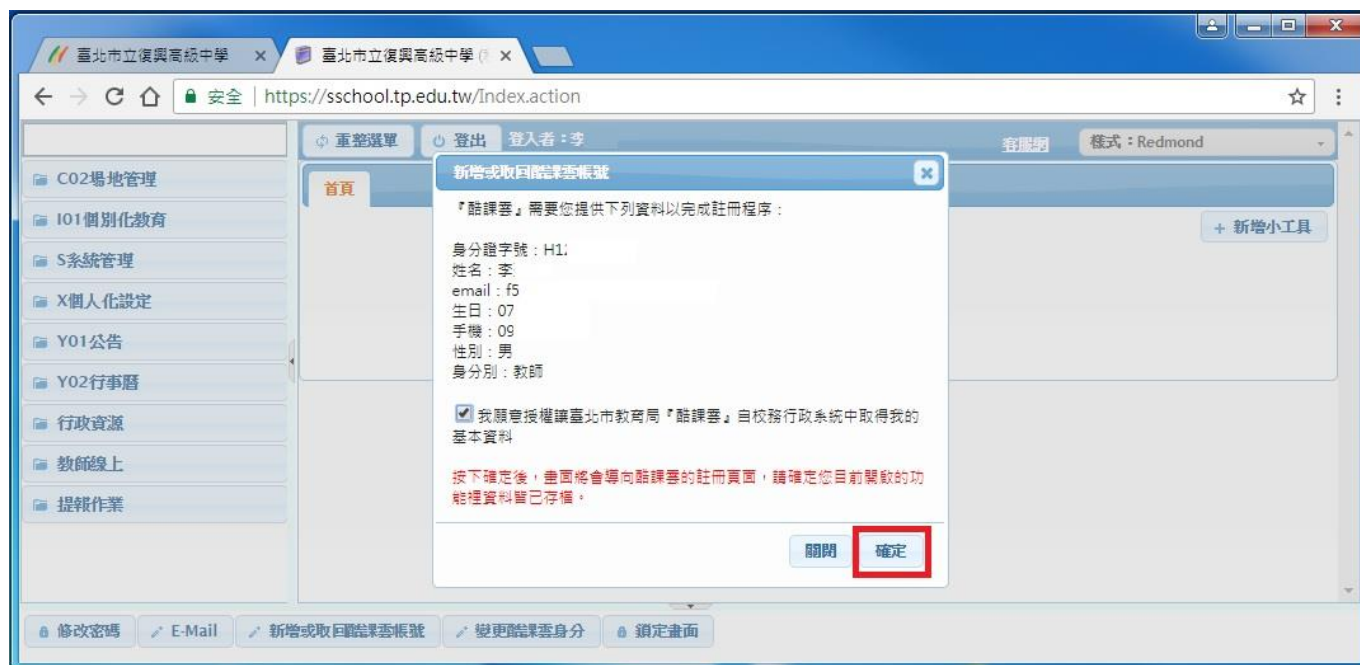 臺北市立復興高級中學
臺北市立復興高級中學 (
安全 | https://sschool.tp.edu.tw/Index.action
重整選單 登出 登入者：李 客服網 樣式：Redmond
首頁
+ 新增小工具
C02場地管理
I01個別化教育
S系統管理
X個人化設定
Y01公告
Y02行事曆
行政資源
教師線上
提報作業
新增或取回酷課雲帳號
『酷課雲』需要您提供下列資料以完成註冊程序：
身分證字號：H12
姓名：李
email：f5
生日：07
手機：09
性別：男
身分別：教師
我願意授權讓臺北市教育局『酷課雲』自校務行政系統中取得我的
基本資料
按下確定後，畫面將會導向酷課雲的註冊頁面，請確定您目前開啟的功
能裡資料皆已存檔。
關閉 確定
修改密碼 E-Mail 新增或取回酷課雲帳號 變更酷課雲身分 鎖定畫面